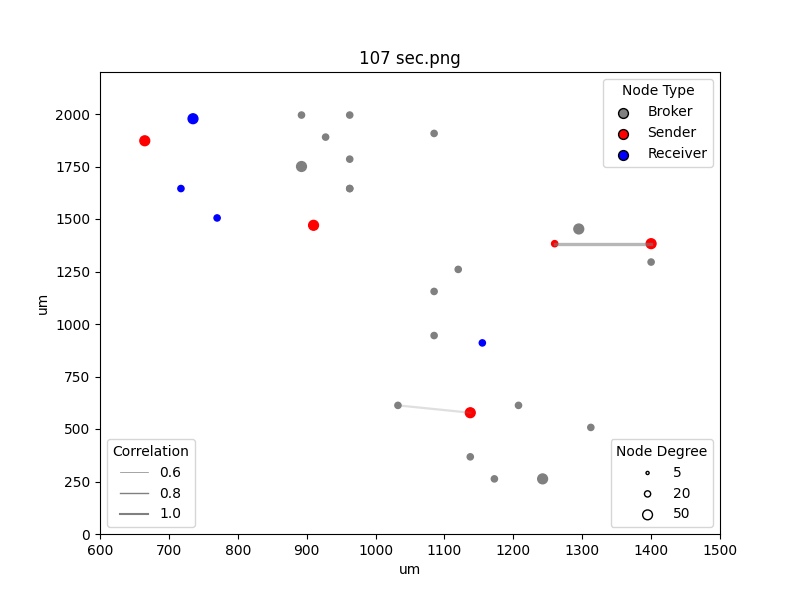 107 sec.png
Node Type
Broker
Sender
Receiver
2000
1750
1500
1250
1000
750
500
250
0
um
Correlation
0.6
0.8
1.0
Node Degree
5
20
50
600 700 800 900 1000 1100 1200 1300 1400 1500
um